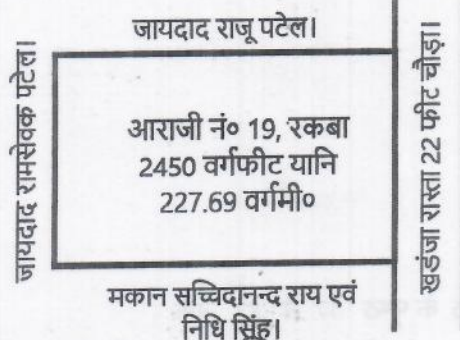 जायदाद राजू पटेल।
जायदाद रामसेवक पटेल।
आराजी नं० 19, रकबा
2450 वर्गफीट यानि
227.69 वर्गमी०
खडंजा रास्ता 22 फीट चौड़ा।
मकान सच्चिदानन्द राय एवं
निधि सिंह।